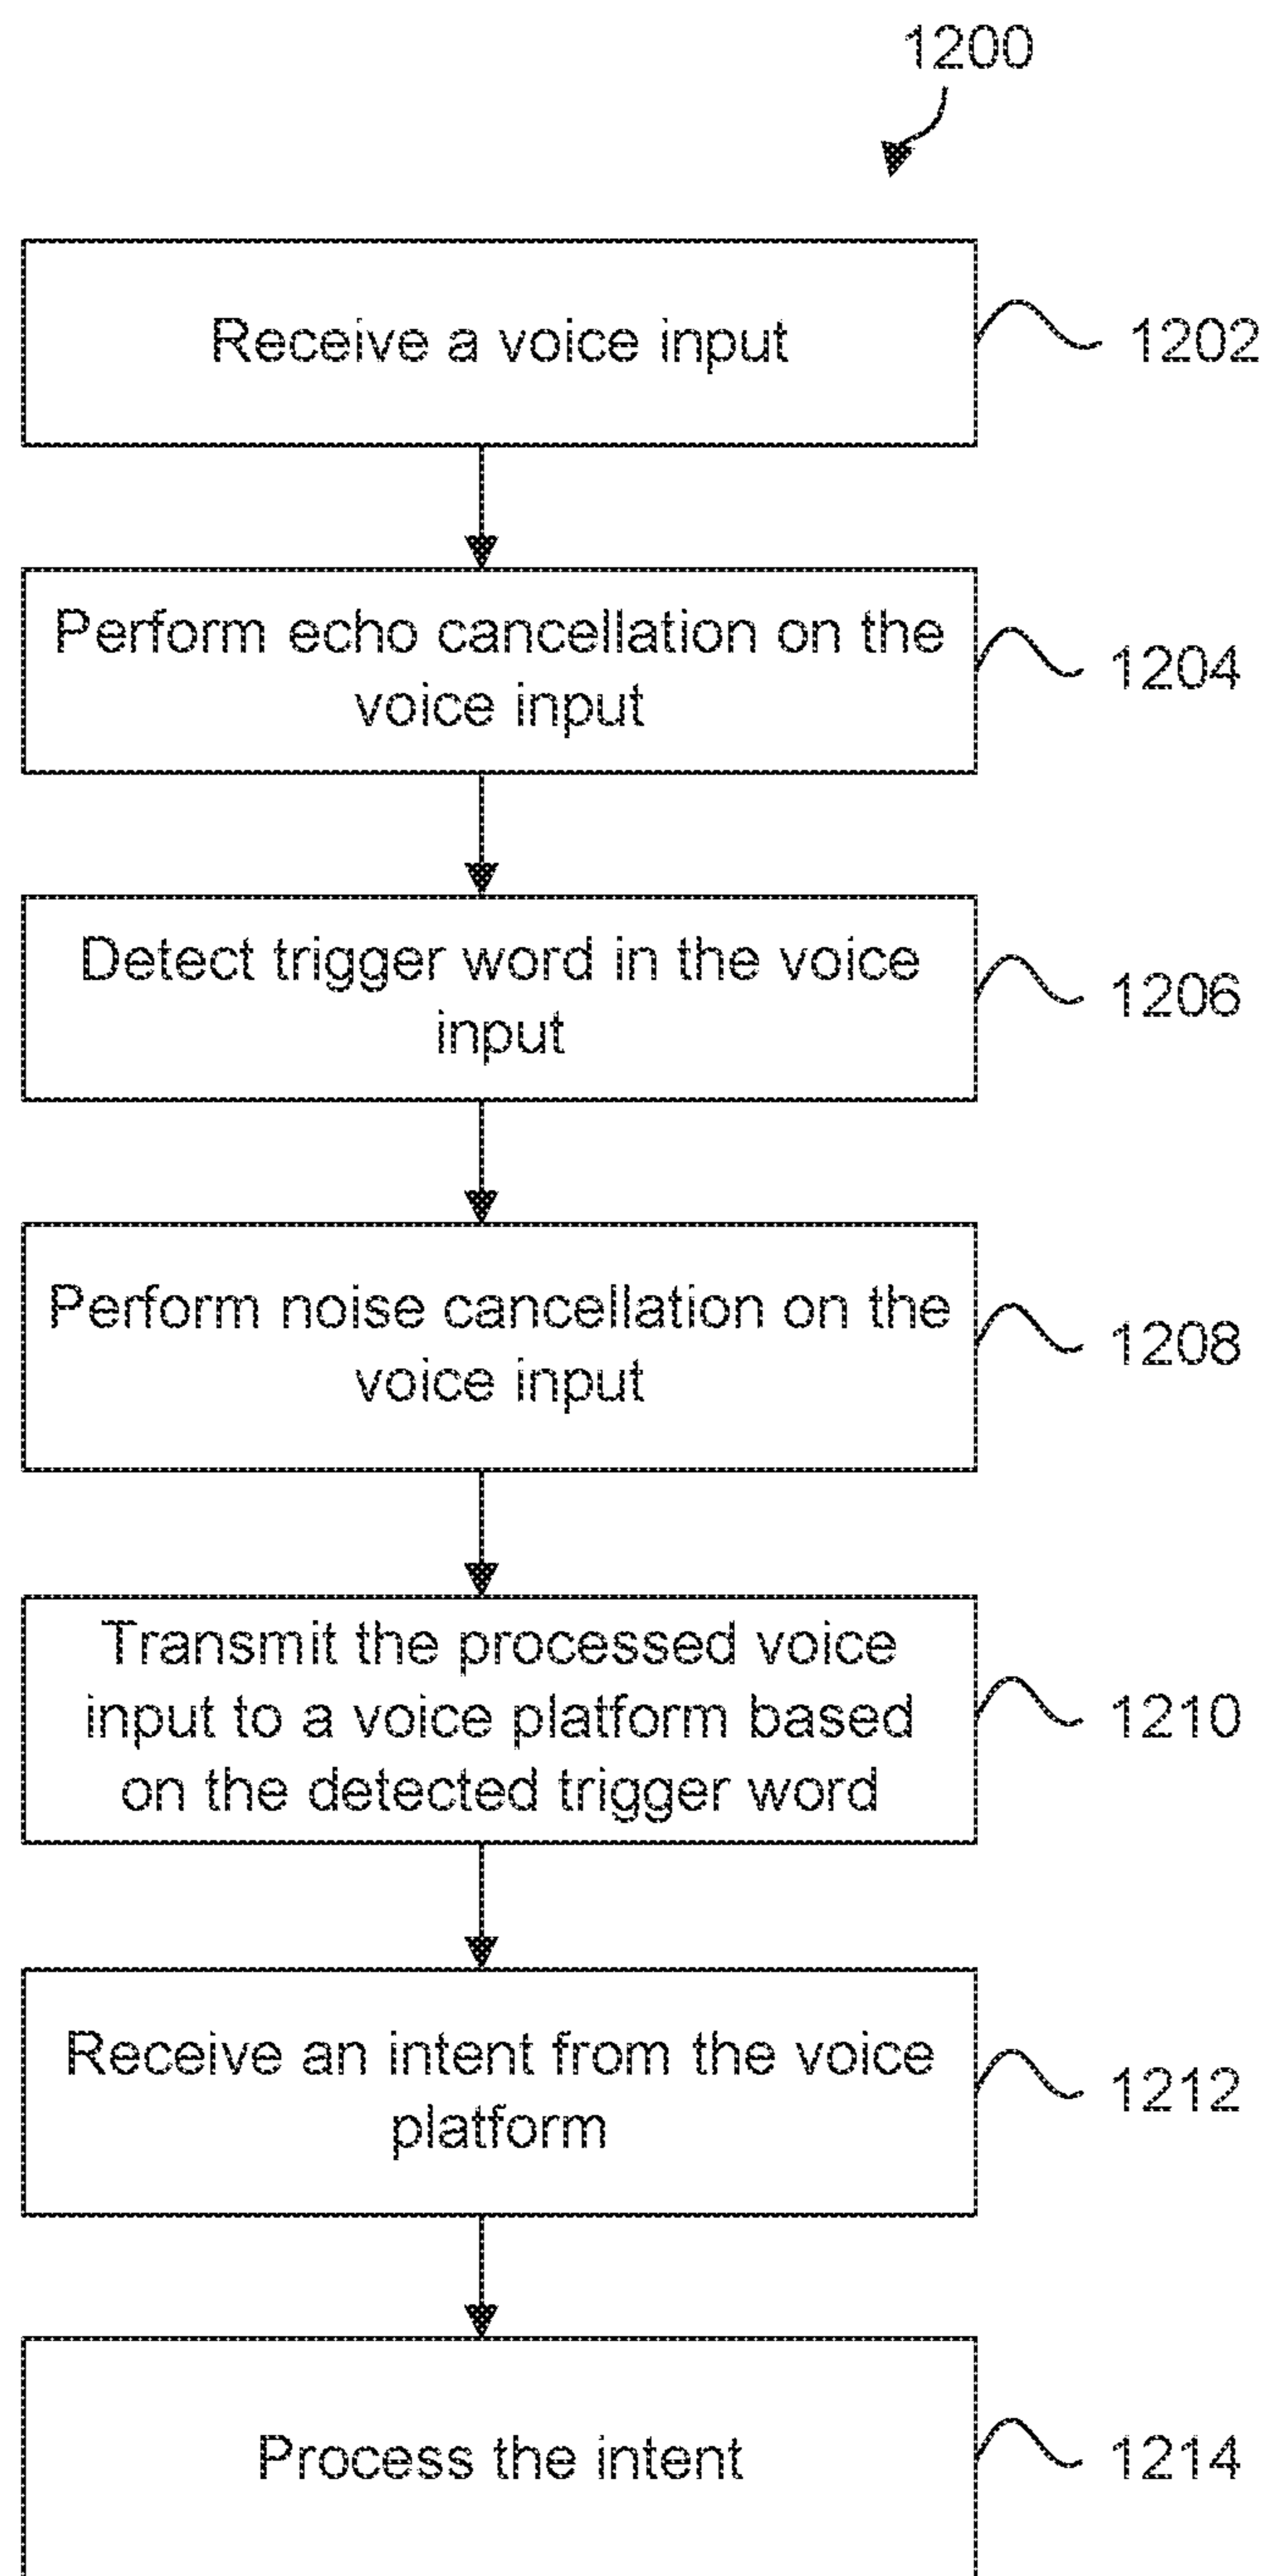 1200
Receive a voice input
1202
Perform echo cancellation on the
voice input
1204
Detect trigger word in the voice
input
1206
Perform noise cancellation on the
voice input
1208
Transmit the processed voice
input to a voice platform based
on the detected trigger word
1210
Receive an intent from the voice
platform
1212
Process the intent
1214